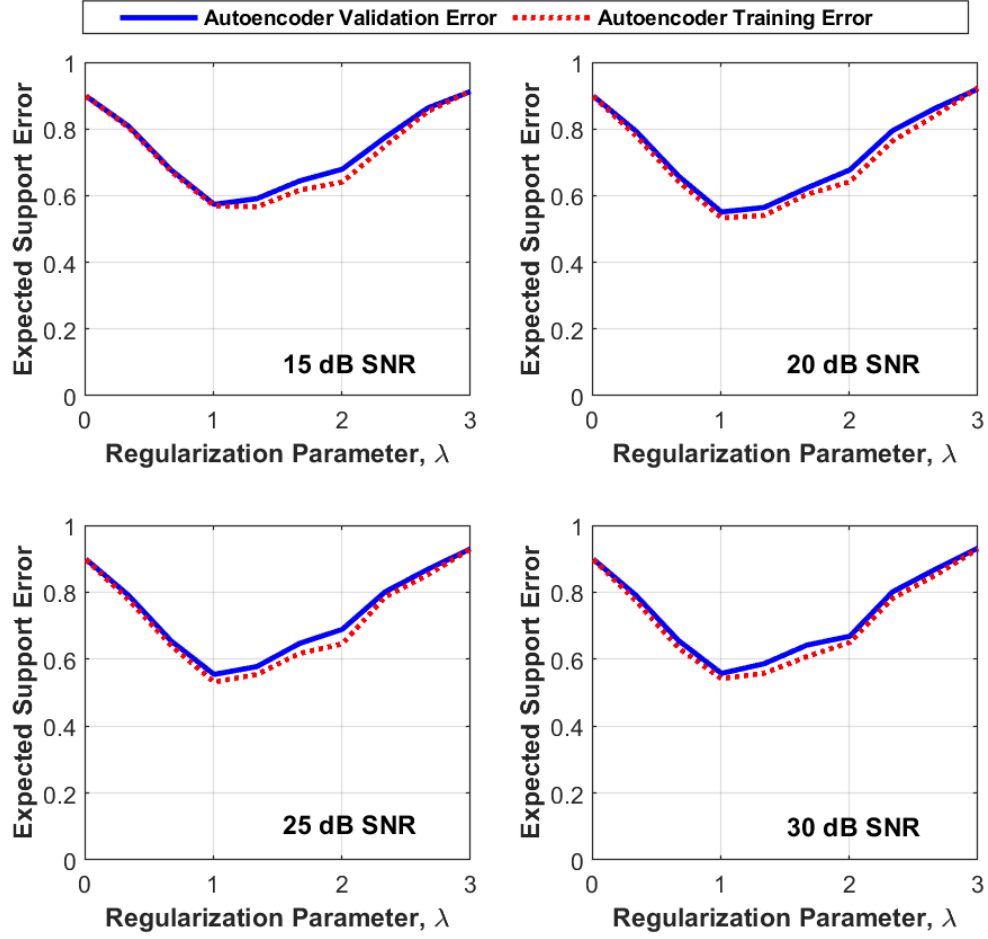 Autoencoder Validation Error Autoencoder Training Error
Expected Support Error
1
0.8
0.6
0.4
0.2
0
15 dB SNR
0 1 2 3
Regularization Parameter, λ
Expected Support Error
1
0.8
0.6
0.4
0.2
0
20 dB SNR
0 1 2 3
Regularization Parameter, λ
Expected Support Error
1
0.8
0.6
0.4
0.2
0
25 dB SNR
0 1 2 3
Regularization Parameter, λ
Expected Support Error
1
0.8
0.6
0.4
0.2
0
30 dB SNR
0 1 2 3
Regularization Parameter, λ